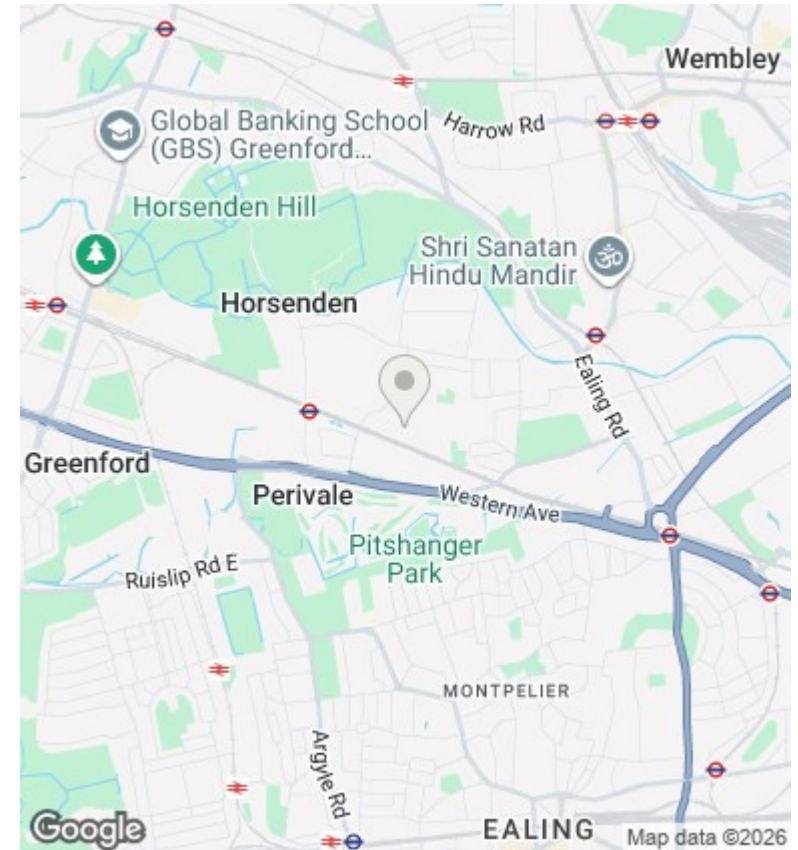 Wembley
Global Banking School
(GBS) Greenford...
Harrow Rd
Horsenden Hill
Shri Sanatan
Hindu Mandir
ॐ
Horsenden
Ealing Rd
Greenford
Perivale
Western Ave
Pitshanger
Park
Ruislip Rd E
MONTPELIER
Argyle Rd
EALING
Google
Map data ©2026